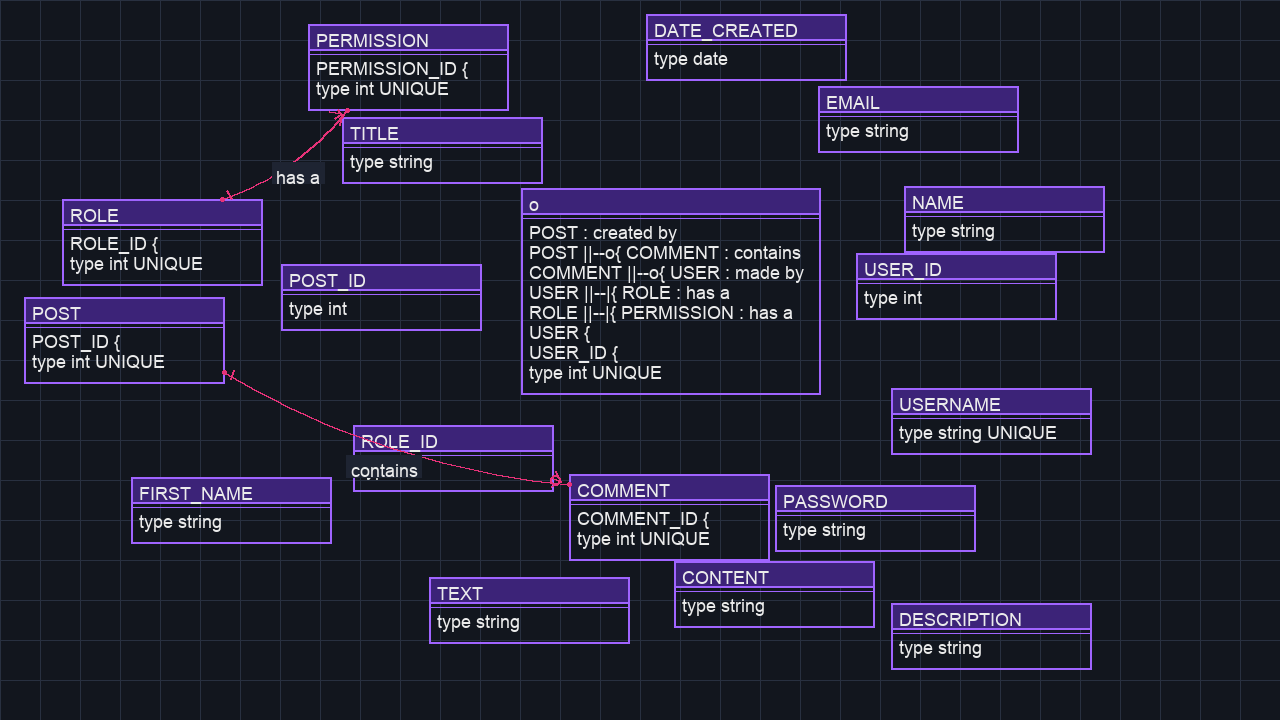 PERMISSION
PERMISSION_ID {
type int UNIQUE
DATE_CREATED
type date
EMAIL
type string
TITLE
type string
has a
ROLE
ROLE_ID {
type int UNIQUE
o
POST : created by
POST ||--o{ COMMENT : contains
COMMENT ||--o{ USER : made by
USER ||--|{ ROLE : has a
ROLE ||--|{ PERMISSION : has a
USER {
USER_ID {
type int UNIQUE
NAME
type string
USER_ID
type int
POST_ID
type int
POST
POST_ID {
type int UNIQUE
USERNAME
type string UNIQUE
ROLE_ID
contains
FIRST_NAME
type string
COMMENT
COMMENT_ID {
type int UNIQUE
PASSWORD
type string
TEXT
type string
CONTENT
type string
DESCRIPTION
type string